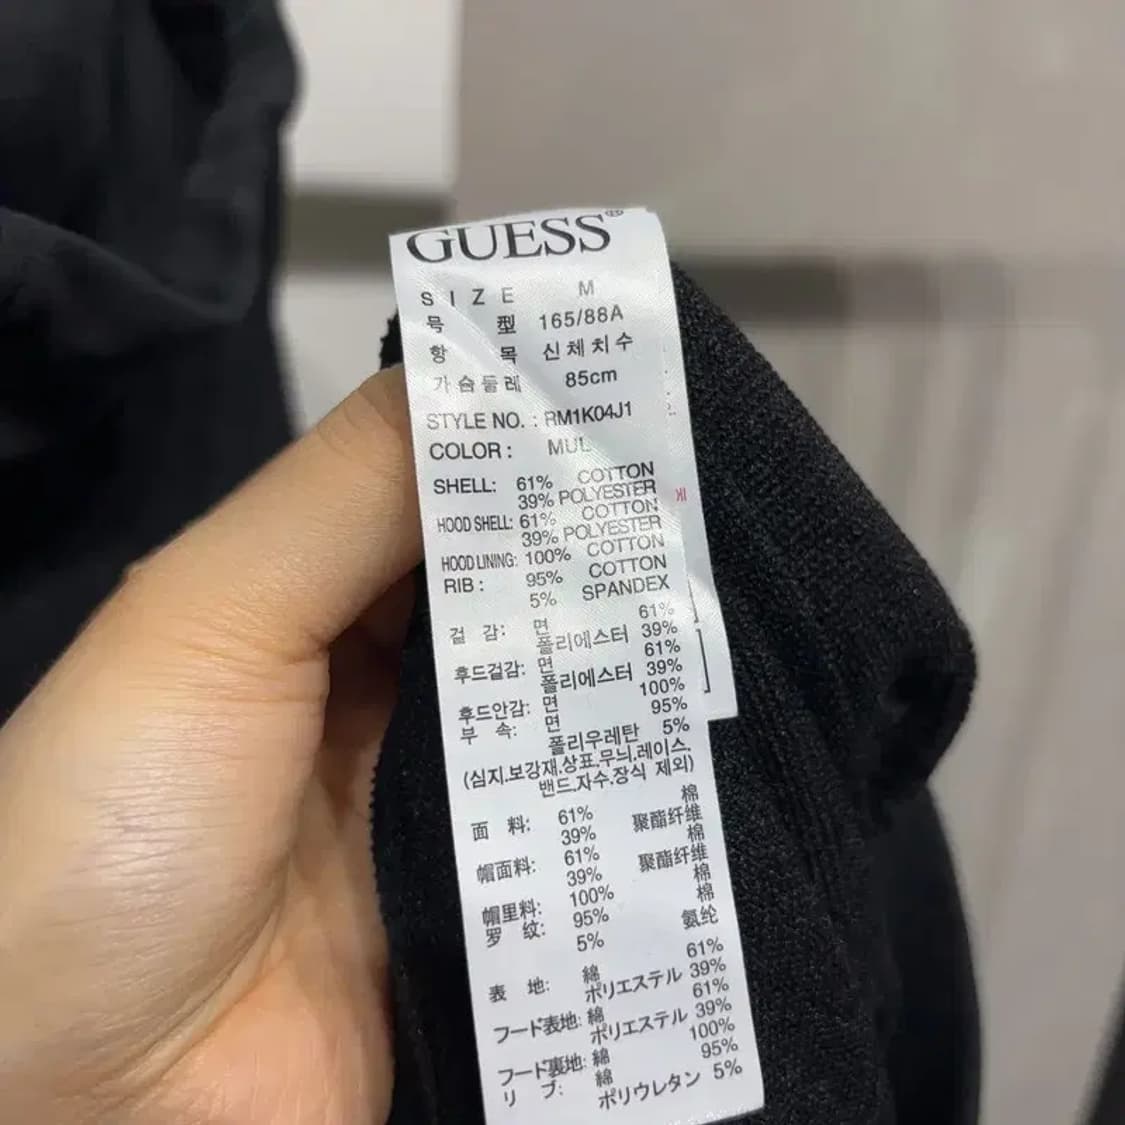 GUESS®
SIZE M
号 型 165/88A
항 목 신체치수
가슴둘레 85cm
STYLE NO. : RM1K04J1
COLOR : MUL
SHELL: 61% COTTON
39% POLYESTER
HOOD SHELL: 61% COTTON
39% POLYESTER
HOOD LINING: 100% COTTON
RIB : 95% COTTON
5% SPANDEX
겉 감: 면 61%
폴리에스터 39%
후드겉감: 면 61%
폴리에스터 39%
후드안감: 면 100%
부 속: 면 95%
폴리우레탄 5%
(심지.보강재.상표.무늬.레이스.
밴드.자수.장식 제외)
面 料: 61% 棉
39% 聚酯纤维
帽面料: 61% 棉
39% 聚酯纤维
帽里料: 100% 棉
罗 纹: 95% 棉
5% 氨纶
表 地: 綿 61%
ポリエステル 39%
フード表地: 綿 61%
ポリエステル 39%
フード裏地: 綿 100%
リ ブ: 綿 95%
ポリウレタン 5%